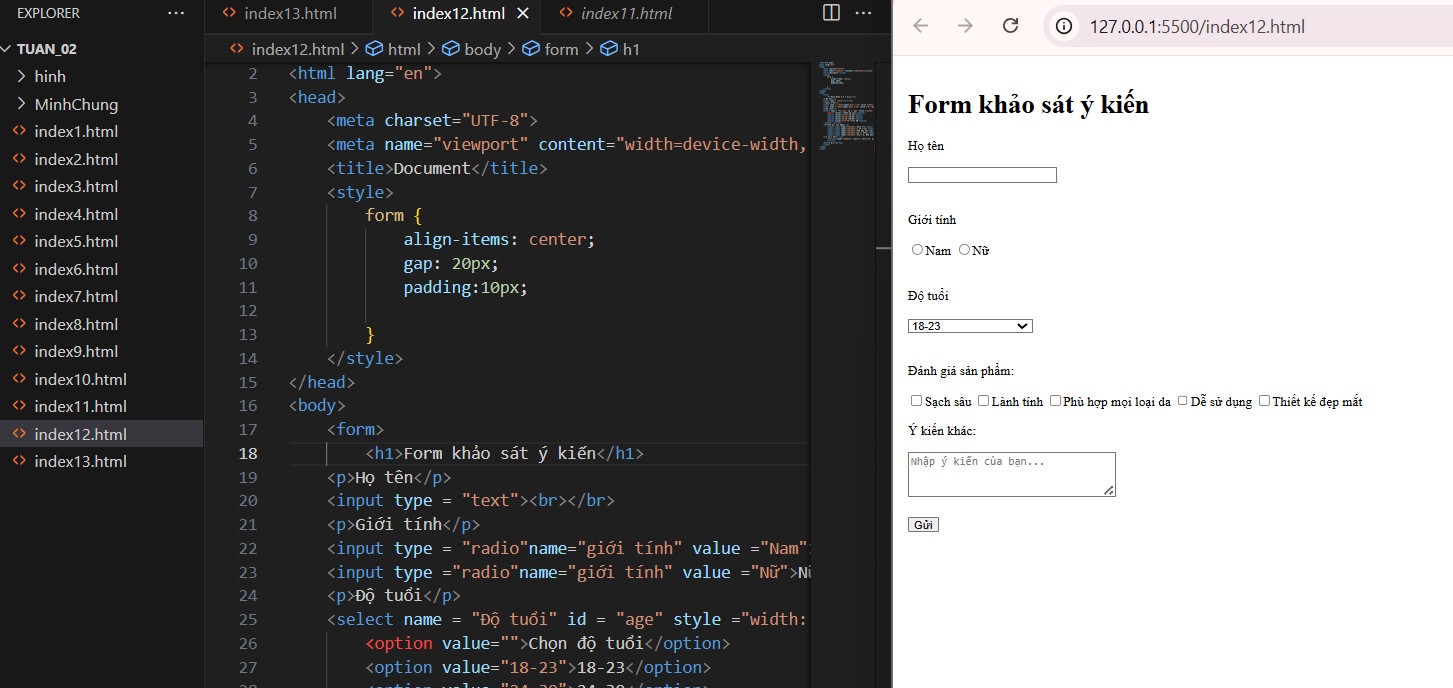 EXPLORER
TUAN_02
hinh
MinhChung
index1.html
index2.html
index3.html
index4.html
index5.html
index6.html
index7.html
index8.html
index9.html
index10.html
index11.html
index12.html
index13.html
index13.html index12.html index11.html
index12.html > html > body > form > h1
2 <html lang="en">
3 <head>
4 <meta charset="UTF-8">
5 <meta name="viewport" content="width=device-width,
6 <title>Document</title>
7 <style>
8 form {
9 align-items: center;
10 gap: 20px;
11 padding:10px;
12
13 }
14 </style>
15 </head>
16 <body>
17 <form>
18 <h1>Form khảo sát ý kiến</h1>
19 <p>Họ tên</p>
20 <input type = "text"><br></br>
21 <p>Giới tính</p>
22 <input type = "radio"name="giới tính" value ="Nam"
23 <input type ="radio"name="giới tính" value ="Nữ">Nữ
24 <p>Độ tuổi</p>
25 <select name = "Độ tuổi" id = "age" style ="width:
26 <option value="">Chọn độ tuổi</option>
27 <option value="18-23">18-23</option>
127.0.0.1:5500/index12.html
Form khảo sát ý kiến
Họ tên
Giới tính
Nam Nữ
Độ tuổi
18-23
Đánh giá sản phẩm:
Sạch sâu Lành tính Phù hợp mọi loại da Dễ sử dụng Thiết kế đẹp mắt
Ý kiến khác:
Nhập ý kiến của bạn...
Gửi